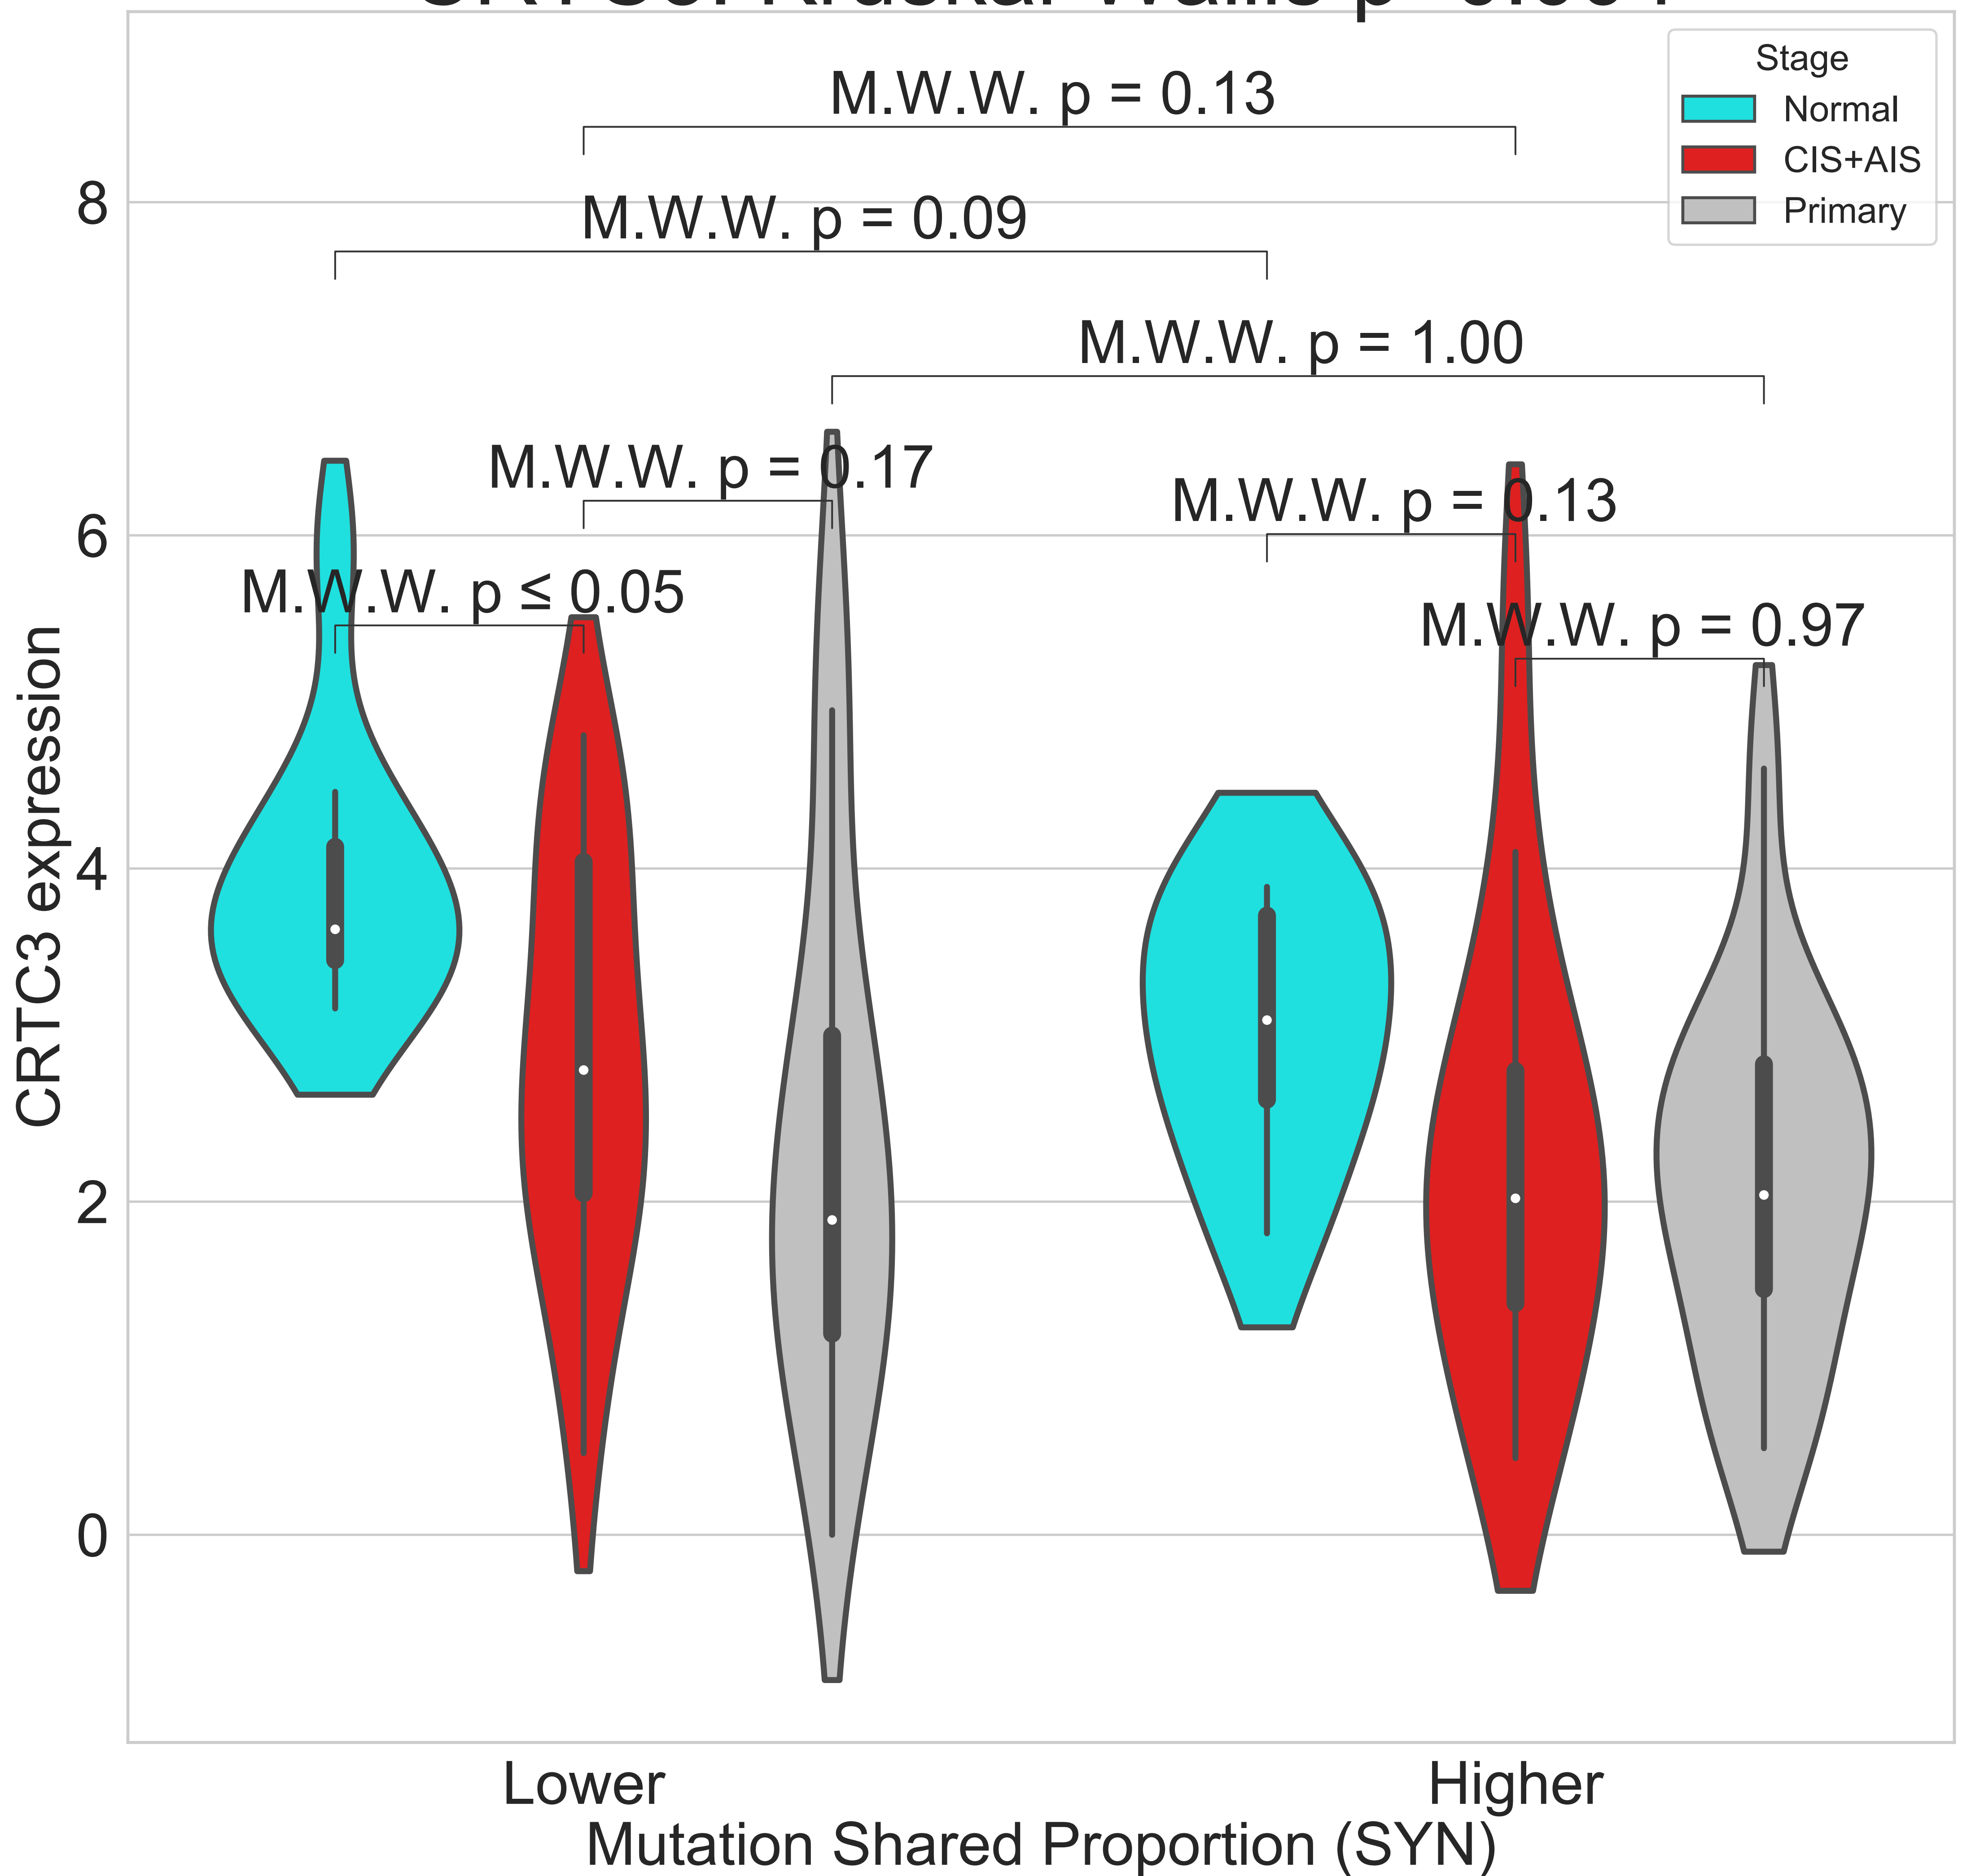 Stage
Normal
CIS+AIS
Primary
M.W.W. p = 0.13
M.W.W. p = 0.09
M.W.W. p = 1.00
M.W.W. p = 0.17
M.W.W. p = 0.13
M.W.W. p ≤ 0.05
M.W.W. p = 0.97
8
6
4
2
0
CRTC3 expression
Lower
Higher
Mutation Shared Proportion (SYN)